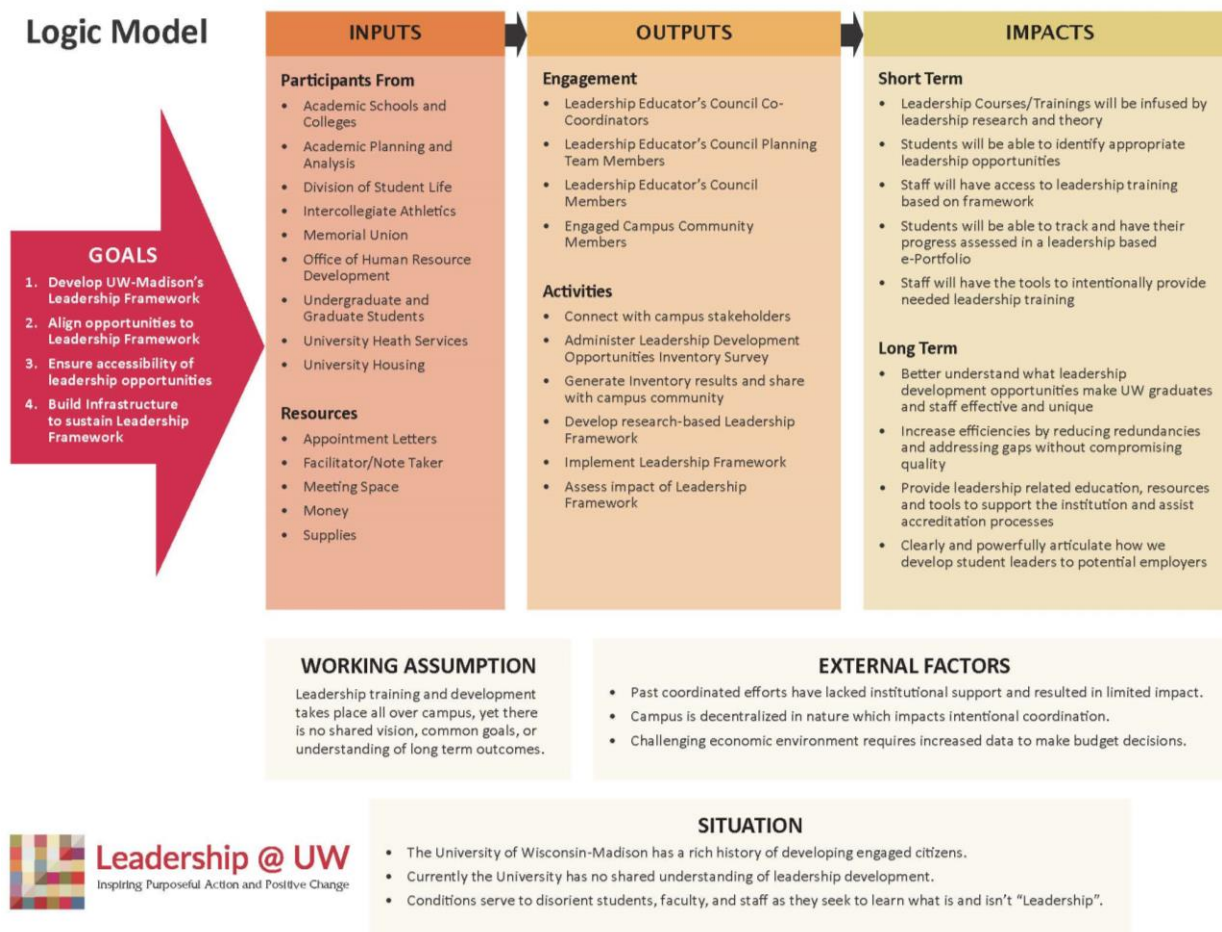 Logic Model
GOALS
1. Develop UW-Madison's
Leadership Framework
2. Align opportunities to
Leadership Framework
3. Ensure accessibility of
leadership opportunities
4. Build Infrastructure
to sustain Leadership
Framework
INPUTS
Participants From
• Academic Schools and
Colleges
• Academic Planning and
Analysis
• Division of Student Life
• Intercollegiate Athletics
• Memorial Union
• Office of Human Resource
Development
• Undergraduate and
Graduate Students
• University Heath Services
• University Housing
Resources
• Appointment Letters
• Facilitator/Note Taker
• Meeting Space
• Money
• Supplies
OUTPUTS
Engagement
• Leadership Educator's Council Co-
Coordinators
• Leadership Educator's Council Planning
Team Members
• Leadership Educator's Council
Members
• Engaged Campus Community
Members
Activities
• Connect with campus stakeholders
• Administer Leadership Development
Opportunities Inventory Survey
• Generate Inventory results and share
with campus community
• Develop research-based Leadership
Framework
• Implement Leadership Framework
• Assess impact of Leadership
Framework
IMPACTS
Short Term
• Leadership Courses/Trainings will be infused by
leadership research and theory
• Students will be able to identify appropriate
leadership opportunities
• Staff will have access to leadership training
based on framework
• Students will be able to track and have their
progress assessed in a leadership based
e-Portfolio
• Staff will have the tools to intentionally provide
needed leadership training
Long Term
• Better understand what leadership
development opportunities make UW graduates
and staff effective and unique
• Increase efficiencies by reducing redundancies
and addressing gaps without compromising
quality
• Provide leadership related education, resources
and tools to support the institution and assist
accreditation processes
• Clearly and powerfully articulate how we
develop student leaders to potential employers
WORKING ASSUMPTION
Leadership training and development
takes place all over campus, yet there
is no shared vision, common goals, or
understanding of long term outcomes.
EXTERNAL FACTORS
• Past coordinated efforts have lacked institutional support and resulted in limited impact.
• Campus is decentralized in nature which impacts intentional coordination.
• Challenging economic environment requires increased data to make budget decisions.
Leadership @ UW
Inspiring Purposeful Action and Positive Change
SITUATION
• The University of Wisconsin-Madison has a rich history of developing engaged citizens.
• Currently the University has no shared understanding of leadership development.
• Conditions serve to disorient students, faculty, and staff as they seek to learn what is and isn't "Leadership".